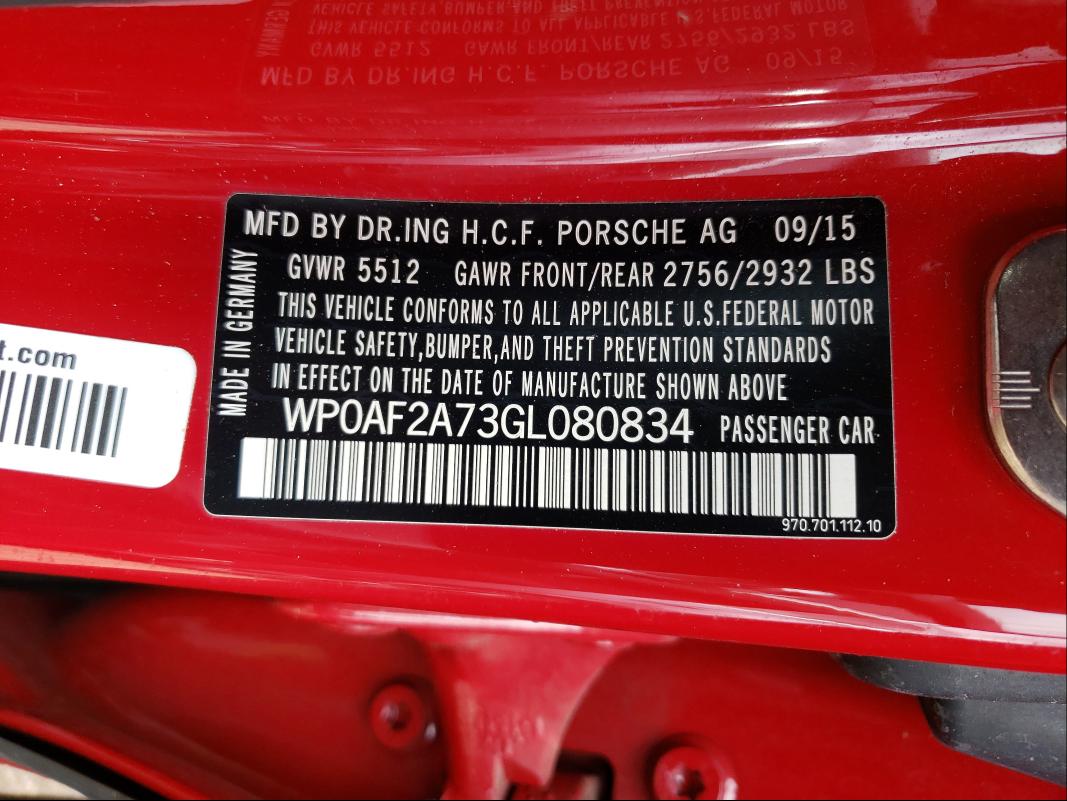 MFD BY DR.ING H.C.F. PORSCHE AG 09/15
GVWR 5512 GAWR FRONT/REAR 2756/2932 LBS
THIS VEHICLE CONFORMS TO ALL APPLICABLE U.S.FEDERAL MOTOR
VEHICLE SAFETY,BUMPER,AND THEFT PREVENTION STANDARDS
IN EFFECT ON THE DATE OF MANUFACTURE SHOWN ABOVE
WP0AF2A73GL080834 PASSENGER CAR
970.701.112.10
MADE IN GERMANY
t.com